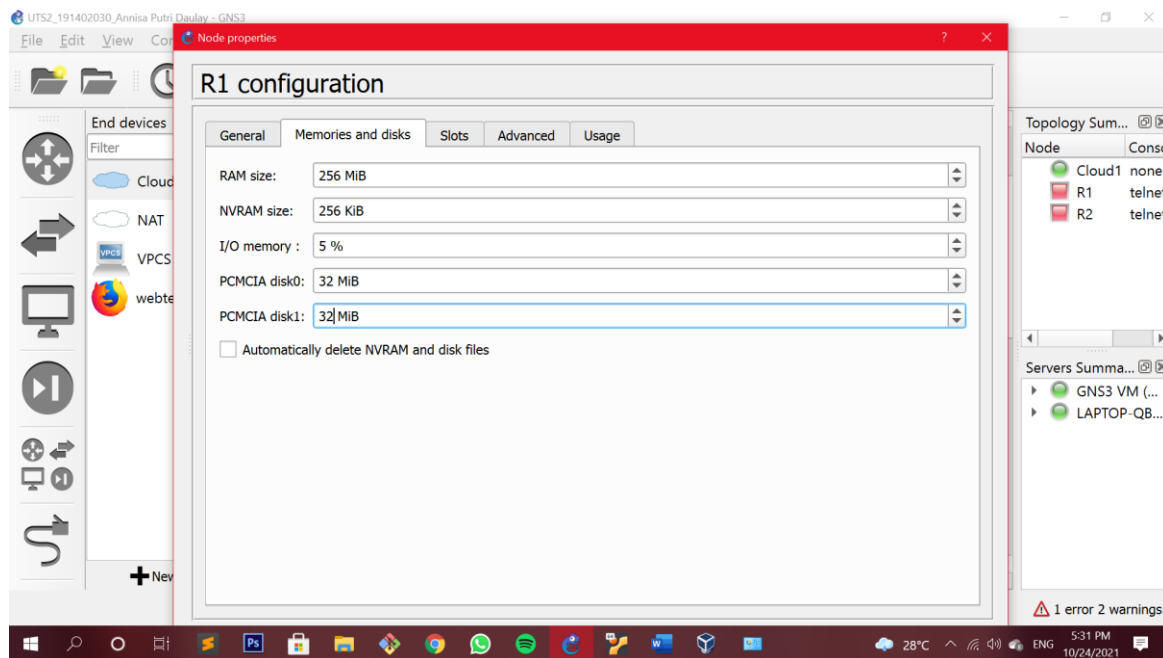 UTS2_191402030_Annisa Putri Daulay - GNS3
File Edit View Con
Node properties ?
R1 configuration
General Memories and disks Slots Advanced Usage
RAM size: 256 MiB
NVRAM size: 256 KiB
I/O memory : 5 %
PCMCIA disk0: 32 MiB
PCMCIA disk1: 32 MiB
Automatically delete NVRAM and disk files
End devices
Filter
Cloud
NAT
VPCS
VPCS
webte
New
Topology Sum...
Node Conso
Cloud1 none
R1 telnet
R2 telnet
Servers Summa...
GNS3 VM (...
LAPTOP-QB...
1 error 2 warnings
Ps
28°C ENG 5:31 PM
10/24/2021